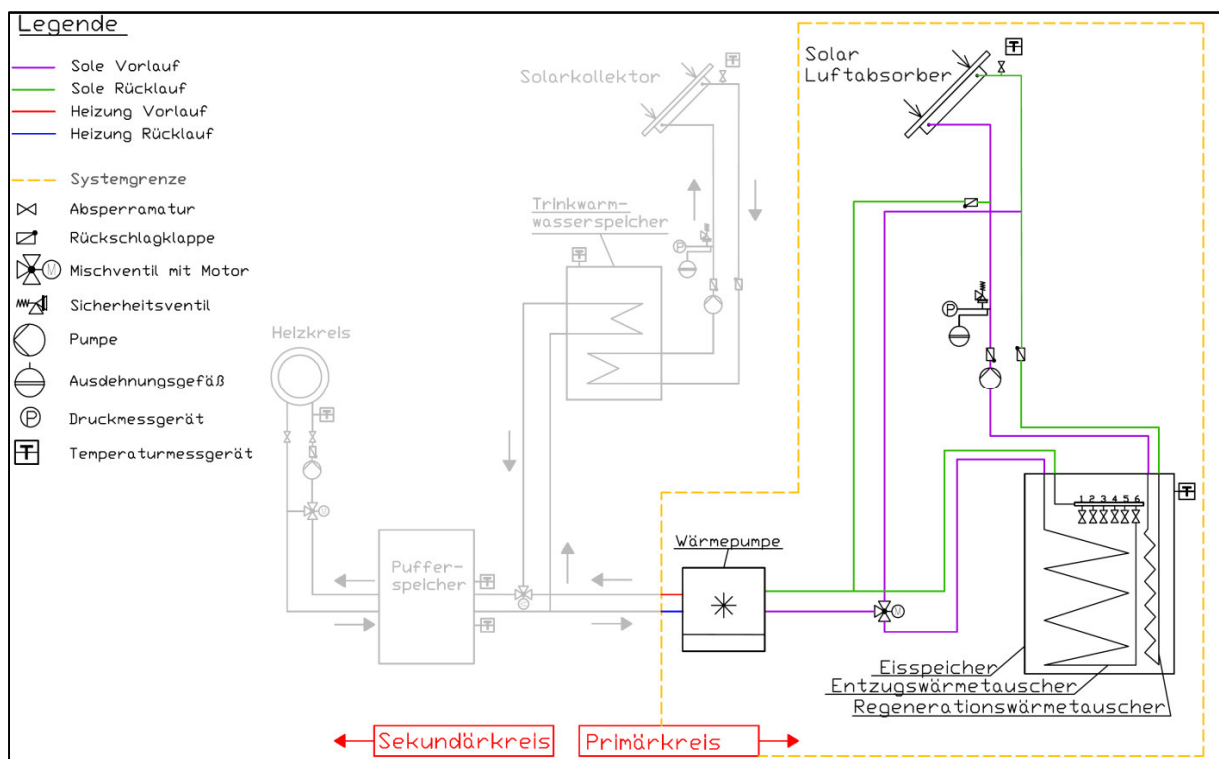 Legende
Sole Vorlauf
Sole Rücklauf
Heizung Vorlauf
Heizung Rücklauf
Systemgrenze
Absperramatur
Rückschlagklappe
M
Mischventil mit Motor
Sicherheitsventil
Pumpe
Ausdehnungsgefäß
P
Druckmessgerät
T
Temperaturmessgerät
Solarkollektor
T
Trinkwarm-
wasserspeicher
T
P
Heizkreis
T
M
Puffer-
speicher
T
T
M
Solar
Luftabsorber
T
P
Wärmepumpe
M
1 2 3 4 5 6
T
Eisspeicher
Entzugswärmetauscher
Regenerationswärmetauscher
Sekundärkreis
Primärkreis